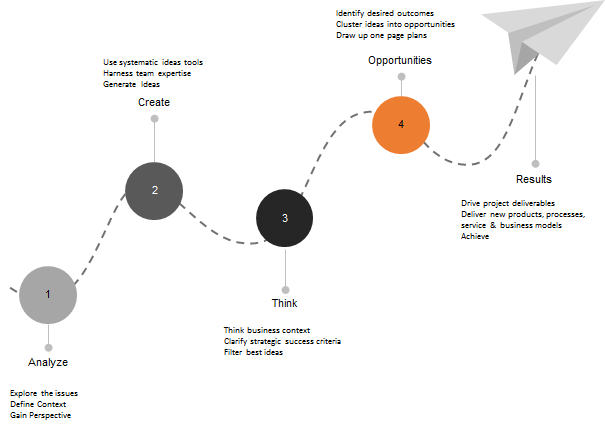 1
Analyze
Explore the issues
Define Context
Gain Perspective
Use systematic ideas tools
Harness team expertise
Generate Ideas
Create
2
3
Think
Think business context
Clarify strategic success criteria
Filter best ideas
Identify desired outcomes
Cluster ideas into opportunities
Draw up one page plans
Opportunities
4
Results
Drive project deliverables
Deliver new products, processes,
service & business models
Achieve